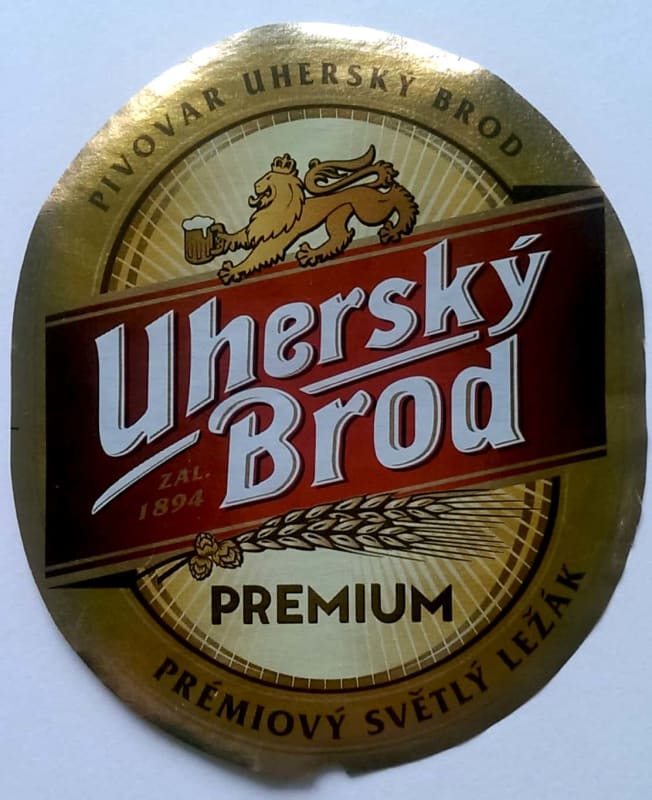 PIVOVAR UHERSKÝ BROD
Uherský
Brod
ZAL.
1894
PREMIUM
PRÉMIOVÝ SVĚTLÝ LEŽÁK